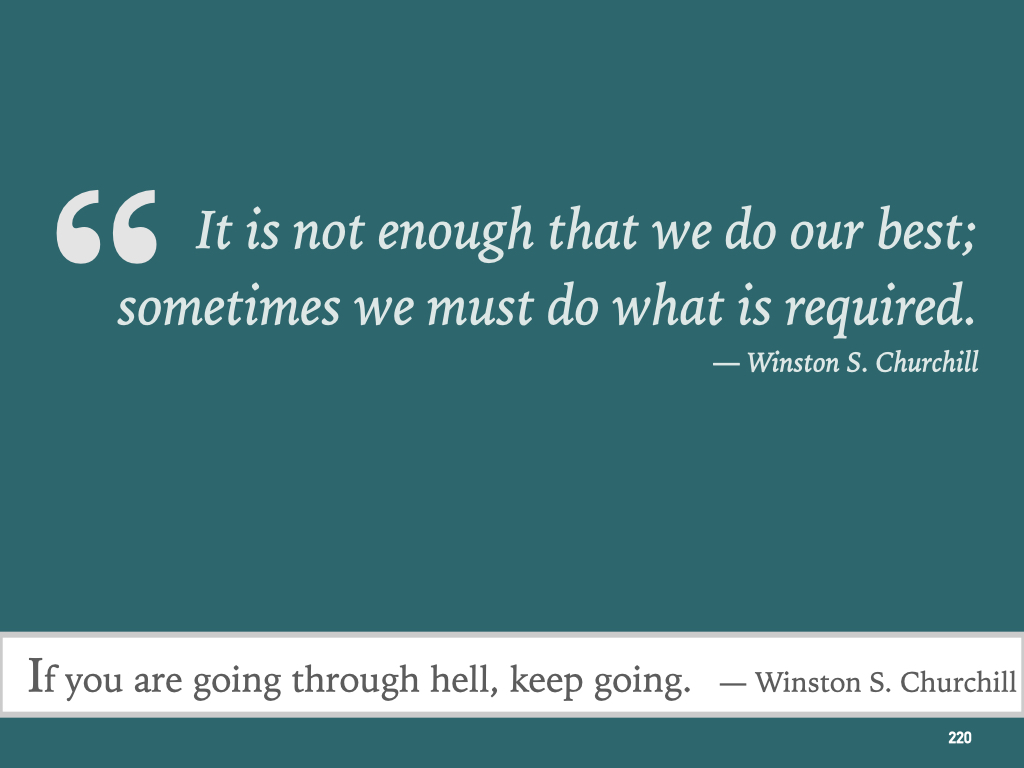 “ It is not enough that we do our best;
sometimes we must do what is required.
— Winston S. Churchill
If you are going through hell, keep going. — Winston S. Churchill
220